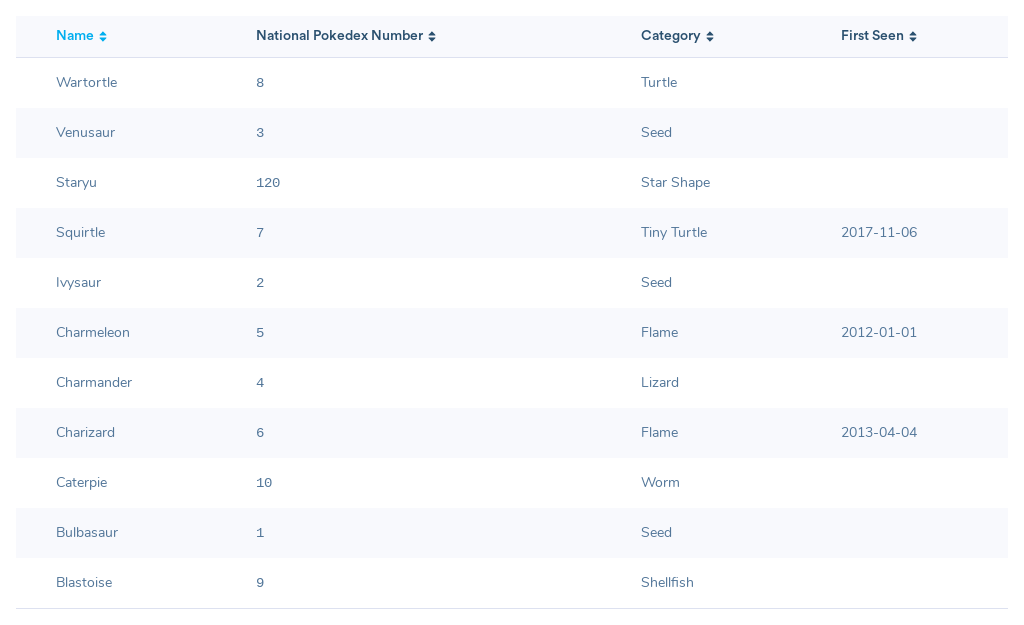 Name National Pokedex Number Category First Seen
Wartortle 8 Turtle
Venusaur 3 Seed
Staryu 120 Star Shape
Squirtle 7 Tiny Turtle 2017-11-06
Ivysaur 2 Seed
Charmeleon 5 Flame 2012-01-01
Charmander 4 Lizard
Charizard 6 Flame 2013-04-04
Caterpie 10 Worm
Bulbasaur 1 Seed
Blastoise 9 Shellfish